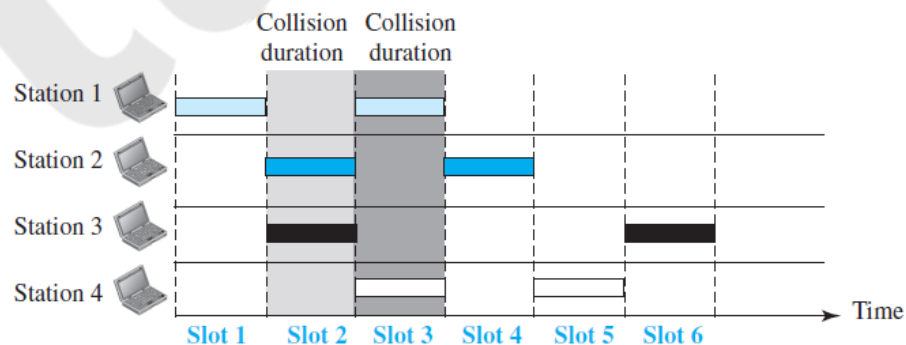 Collision Collision
duration duration
Station 1
Station 2
Station 3
Station 4
Time
Slot 1 Slot 2 Slot 3 Slot 4 Slot 5 Slot 6